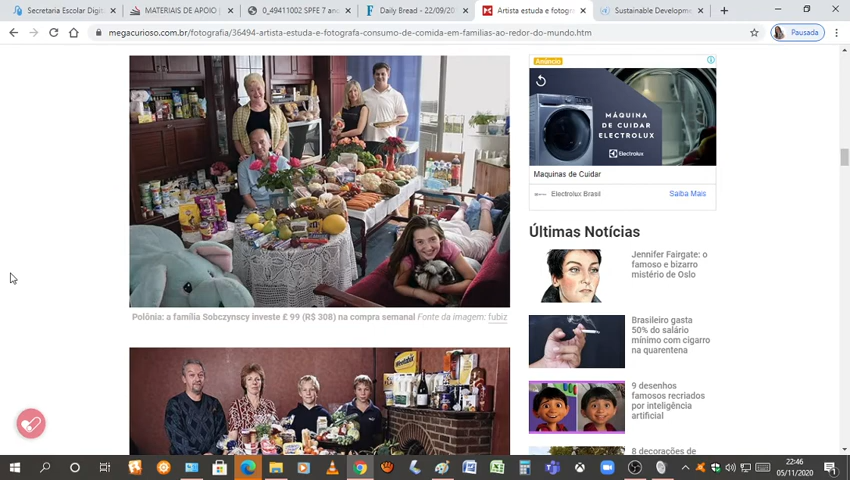 Secretaria Escolar Digit
MATERIAIS DE APOIO
0_49411002 SPFE 7 an
Daily Bread - 22/09/20
Artista estuda e fotogr
Sustainable Developm
megacurioso.com.br/fotografia/36494-artista-estuda-e-fotografa-consumo-de-comida-em-familias-ao-redor-do-mundo.htm
Pausada
Polônia: a família Sobczynscy investe £ 99 (R$ 308) na compra semanal Fonte da imagem: fubiz
Weetabix
Anúncio
MÁQUINA
DE CUIDAR
ELECTROLUX
Electrolux
Maquinas de Cuidar
Electrolux Brasil
Saiba Mais
Últimas Notícias
Jennifer Fairgate: o
famoso e bizarro
mistério de Oslo
Brasileiro gasta
50% do salário
mínimo com cigarro
na quarentena
9 desenhos
famosos recriados
por inteligência
artificial
8 decorações de
22:46
05/11/2020